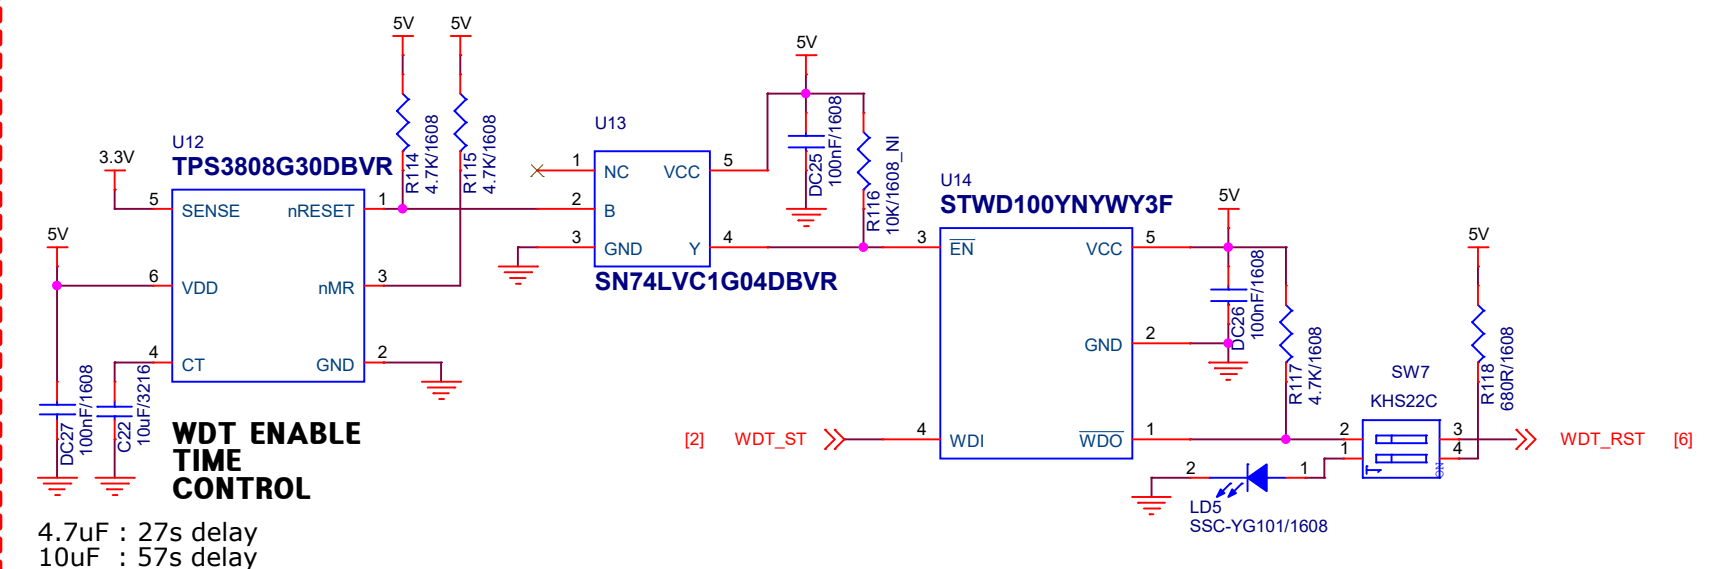 5V
5V
R114
4.7K/1608
R115
4.7K/1608
U12
TPS3808G30DBVR
3.3V
5 SENSE nRESET 1
5V
6 VDD nMR 3
4 CT GND 2
DC27
100nF/1608
C22
10uF/3216
WDT ENABLE
TIME
CONTROL
4.7uF : 27s delay
10uF : 57s delay
U13
1 NC VCC 5
2 B
3 GND Y 4
SN74LVC1G04DBVR
5V
DC25
100nF/1608
R116
10K/1608_NI
U14
STWD100YNYWY3F
3 EN VCC 5
GND 2
4 WDI WDO 1
[2] WDT_ST
5V
DC26
100nF/1608
R117
4.7K/1608
5V
R118
680R/1608
SW7
KHS22C
2 3
1 4
ON
WDT_RST [6]
2 1
LD5
SSC-YG101/1608